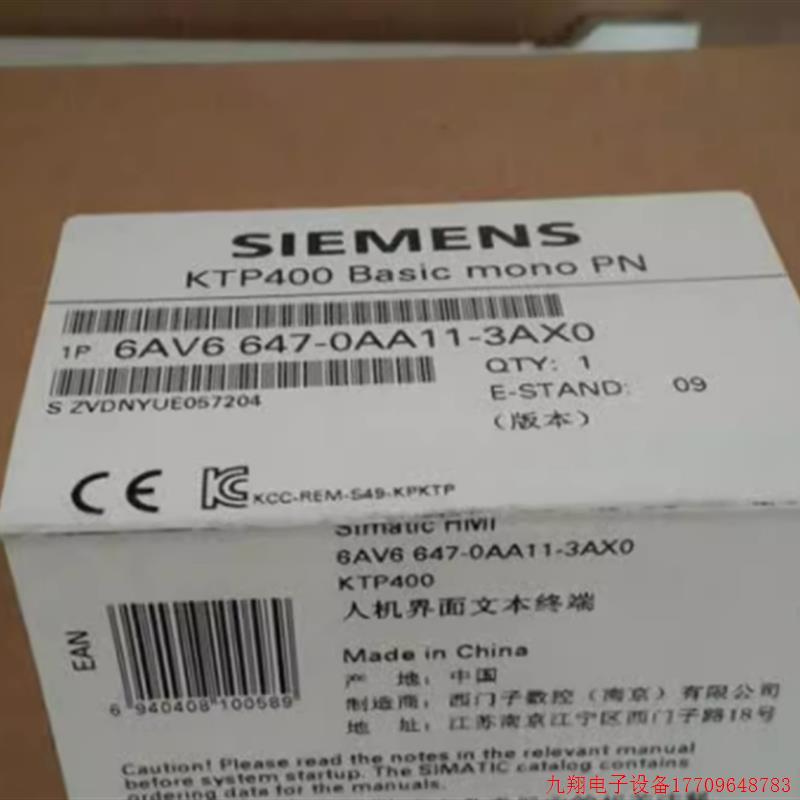 SIEMENS
KTP400 Basic mono PN
1P 6AV6 647-0AA11-3AX0
QTY: 1
S ZVDNYUE057204
E-STAND: 09
(版本)
CE
KCC-REM-S49-KPKTP
Simatic HMI
6AV6 647-0AA11-3AX0
KTP400
人机界面文本终端
EAN
6 940408 100589
Made in China
产 地: 中国
制造商: 西门子数控(南京)有限公司
地 址: 江苏南京江宁区西门子路18号
Caution! Please read the notes in the relevant manual
before system startup. The SIMATIC catalog contains
ordering data for the manuals.
九翔电子设备17709648783